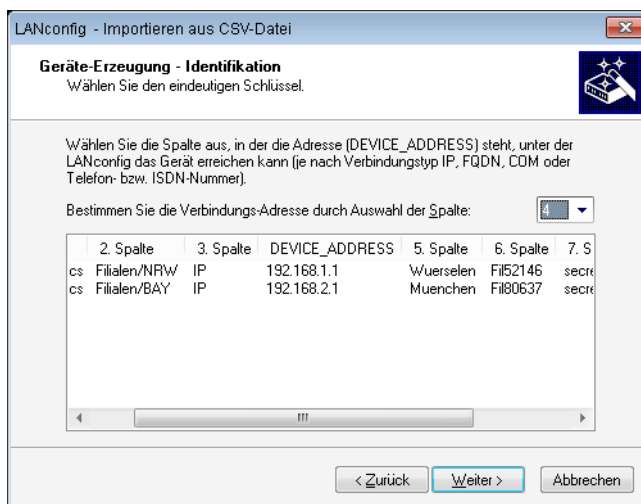 LANconfig - Importieren aus CSV-Datei
Geräte-Erzeugung - Identifikation
Wählen Sie den eindeutigen Schlüssel.
Wählen Sie die Spalte aus, in der die Adresse (DEVICE_ADDRESS) steht, unter der
LANconfig das Gerät erreichen kann (je nach Verbindungstyp IP, FQDN, COM oder
Telefon- bzw. ISDN-Nummer).
Bestimmen Sie die Verbindungs-Adresse durch Auswahl der Spalte: 4
2. Spalte 3. Spalte DEVICE_ADDRESS 5. Spalte 6. Spalte 7. S
cs Filialen/NRW IP 192.168.1.1 Wuerselen Fil52146 secre
cs Filialen/BAY IP 192.168.2.1 Muenchen Fil80637 secre
< Zurück Weiter > Abbrechen